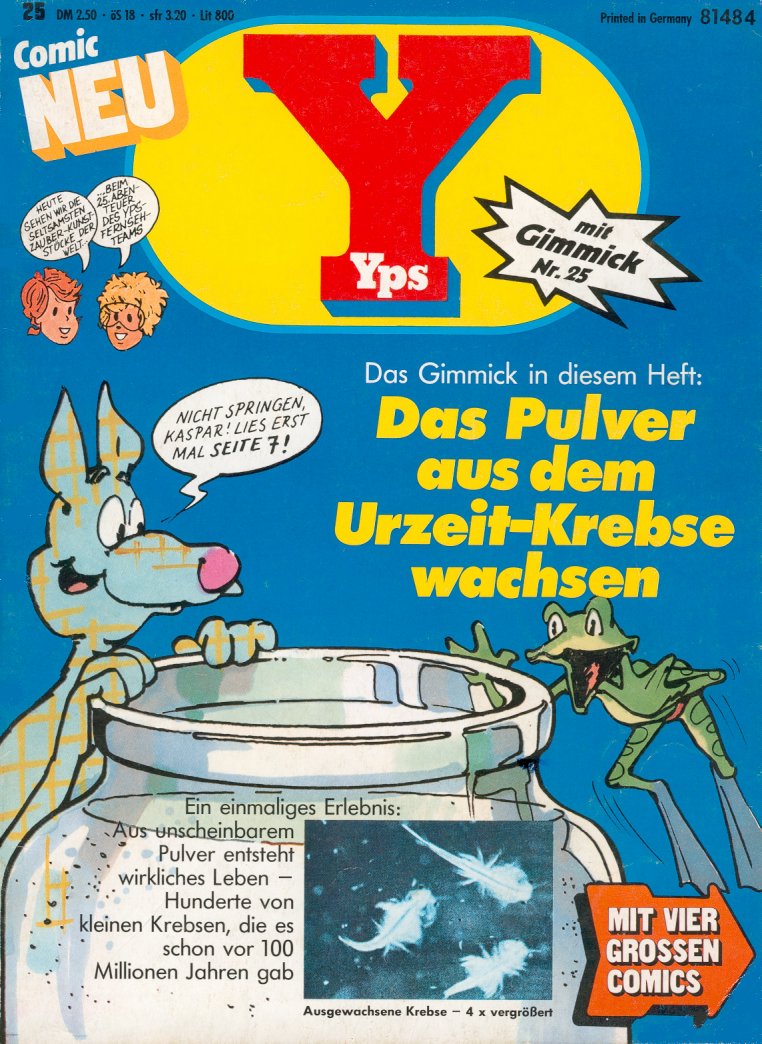 25 DM 2.50 · öS 18 · sfr 3.20 · Lit 800
Printed in Germany 81484
Comic
NEU
Y
Yps
mit
Gimmick
Nr. 25
HEUTE
SEHEN WIR DIE
SELTSAMSTEN
ZAUBER-KUNST-
STÜCKE DER
WELT...
...BEIM
25. ABEN-
TEUER
DES YPS-
FERNSEH-
TEAMS
Das Gimmick in diesem Heft:
Das Pulver
aus dem
Urzeit-Krebse
wachsen
NICHT SPRINGEN,
KASPAR! LIES ERST
MAL SEITE 7!
Ein einmaliges Erlebnis:
Aus unscheinbarem
Pulver entsteht
wirkliches Leben –
Hunderte von
kleinen Krebsen, die es
schon vor 100
Millionen Jahren gab
Ausgewachsene Krebse – 4 x vergrößert
MIT VIER
GROSSEN
COMICS